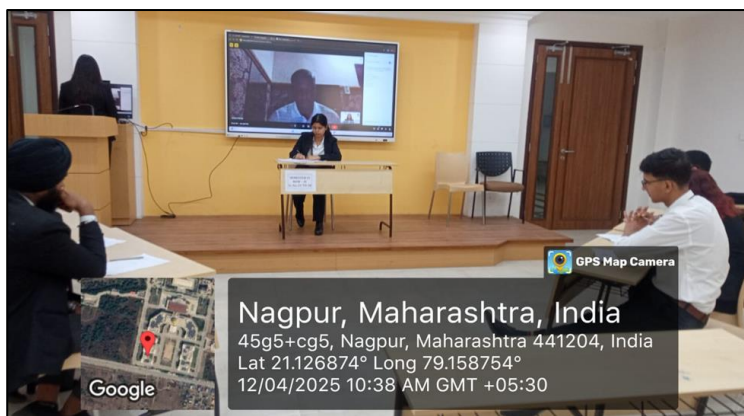 GPS Map Camera
Nagpur, Maharashtra, India
45g5+cg5, Nagpur, Maharashtra 441204, India
Lat 21.126874° Long 79.158754°
12/04/2025 10:38 AM GMT +05:30
Google